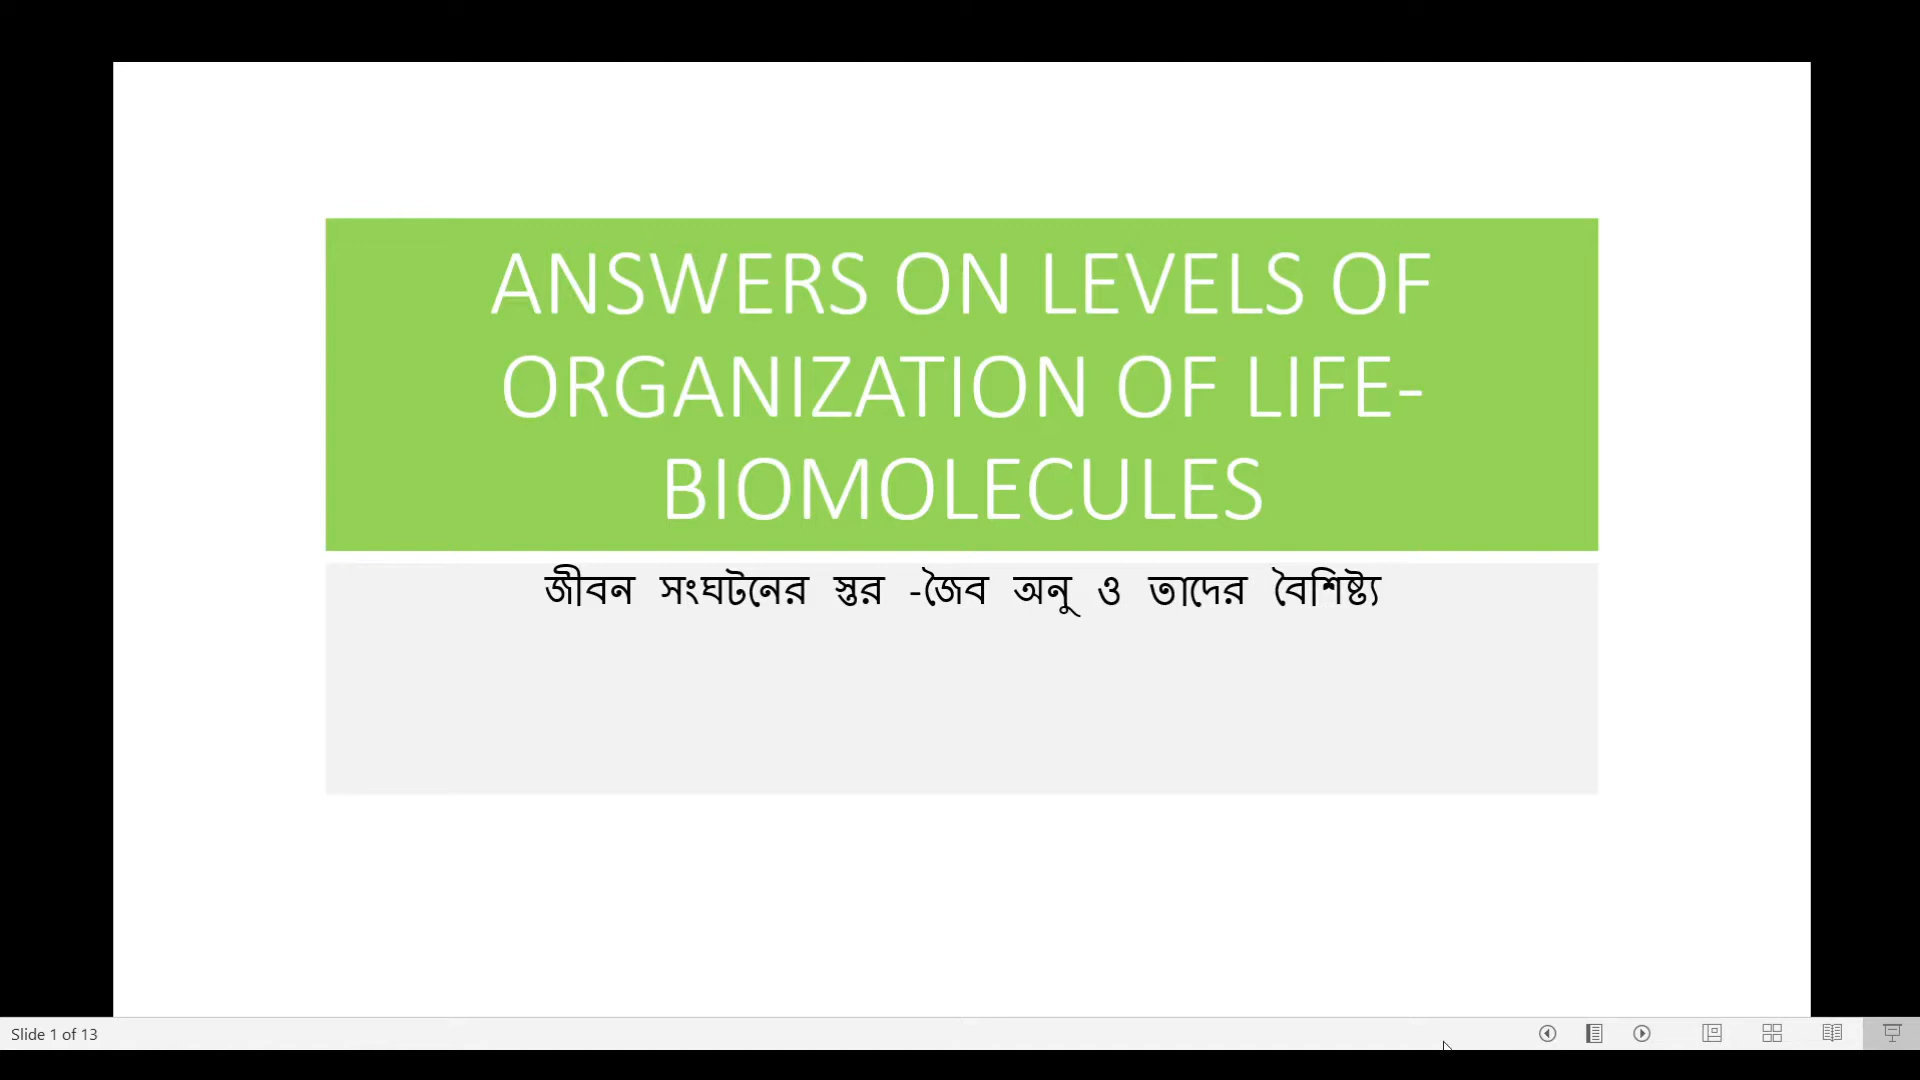 ANSWERS ON LEVELS OF
ORGANIZATION OF LIFE-
BIOMOLECULES
জীবন সংঘটনের স্তর -জৈব অনু ও তাদের বৈশিষ্ট্য
Slide 1 of 13